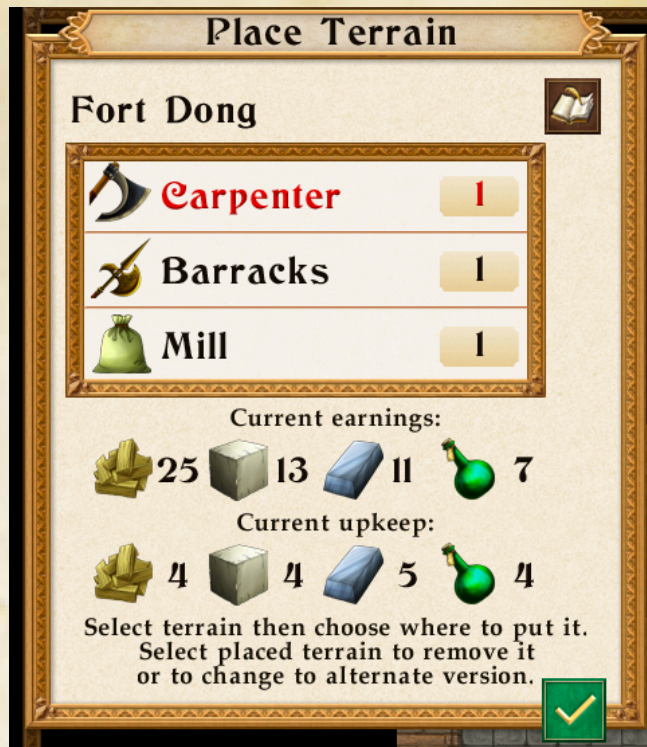 Place Terrain
Fort Dong
Carpenter 1
Barracks 1
Mill 1
Current earnings:
25 13 11 7
Current upkeep:
4 4 5 4
Select terrain then choose where to put it.
Select placed terrain to remove it
or to change to alternate version.